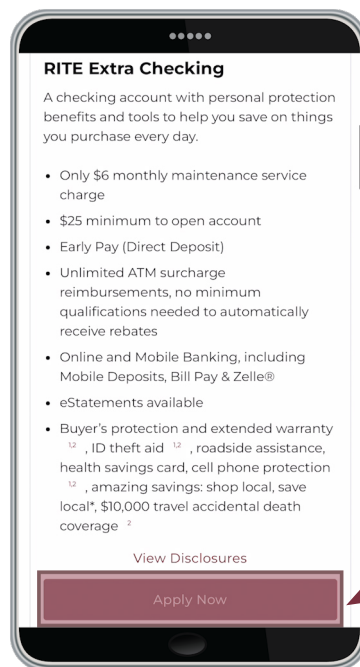 RITE Extra Checking
A checking account with personal protection
benefits and tools to help you save on things
you purchase every day.
• Only $6 monthly maintenance service
charge
• $25 minimum to open account
• Early Pay (Direct Deposit)
• Unlimited ATM surcharge
reimbursements, no minimum
qualifications needed to automatically
receive rebates
• Online and Mobile Banking, including
Mobile Deposits, Bill Pay & Zelle®
• eStatements available
• Buyer's protection and extended warranty
1,2 , ID theft aid 1,2 , roadside assistance,
health savings card, cell phone protection
1,2 , amazing savings: shop local, save
local*, $10,000 travel accidental death
coverage 2
View Disclosures
Apply Now